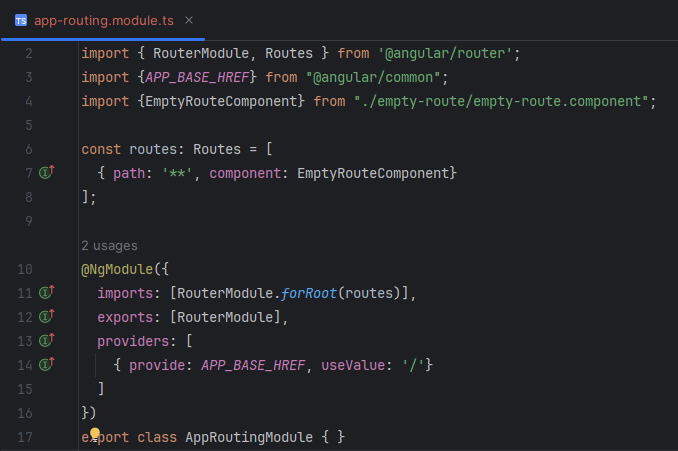 TS app-routing.module.ts ×
2 import { RouterModule, Routes } from '@angular/router';
3 import {APP_BASE_HREF} from "@angular/common";
4 import {EmptyRouteComponent} from "./empty-route/empty-route.component";
5
6 const routes: Routes = [
7   { path: '**', component: EmptyRouteComponent}
8 ];
9
2 usages
10 @NgModule({
11   imports: [RouterModule.forRoot(routes)],
12   exports: [RouterModule],
13   providers: [
14     { provide: APP_BASE_HREF, useValue: '/'}
15   ]
16 })
17 export class AppRoutingModule { }